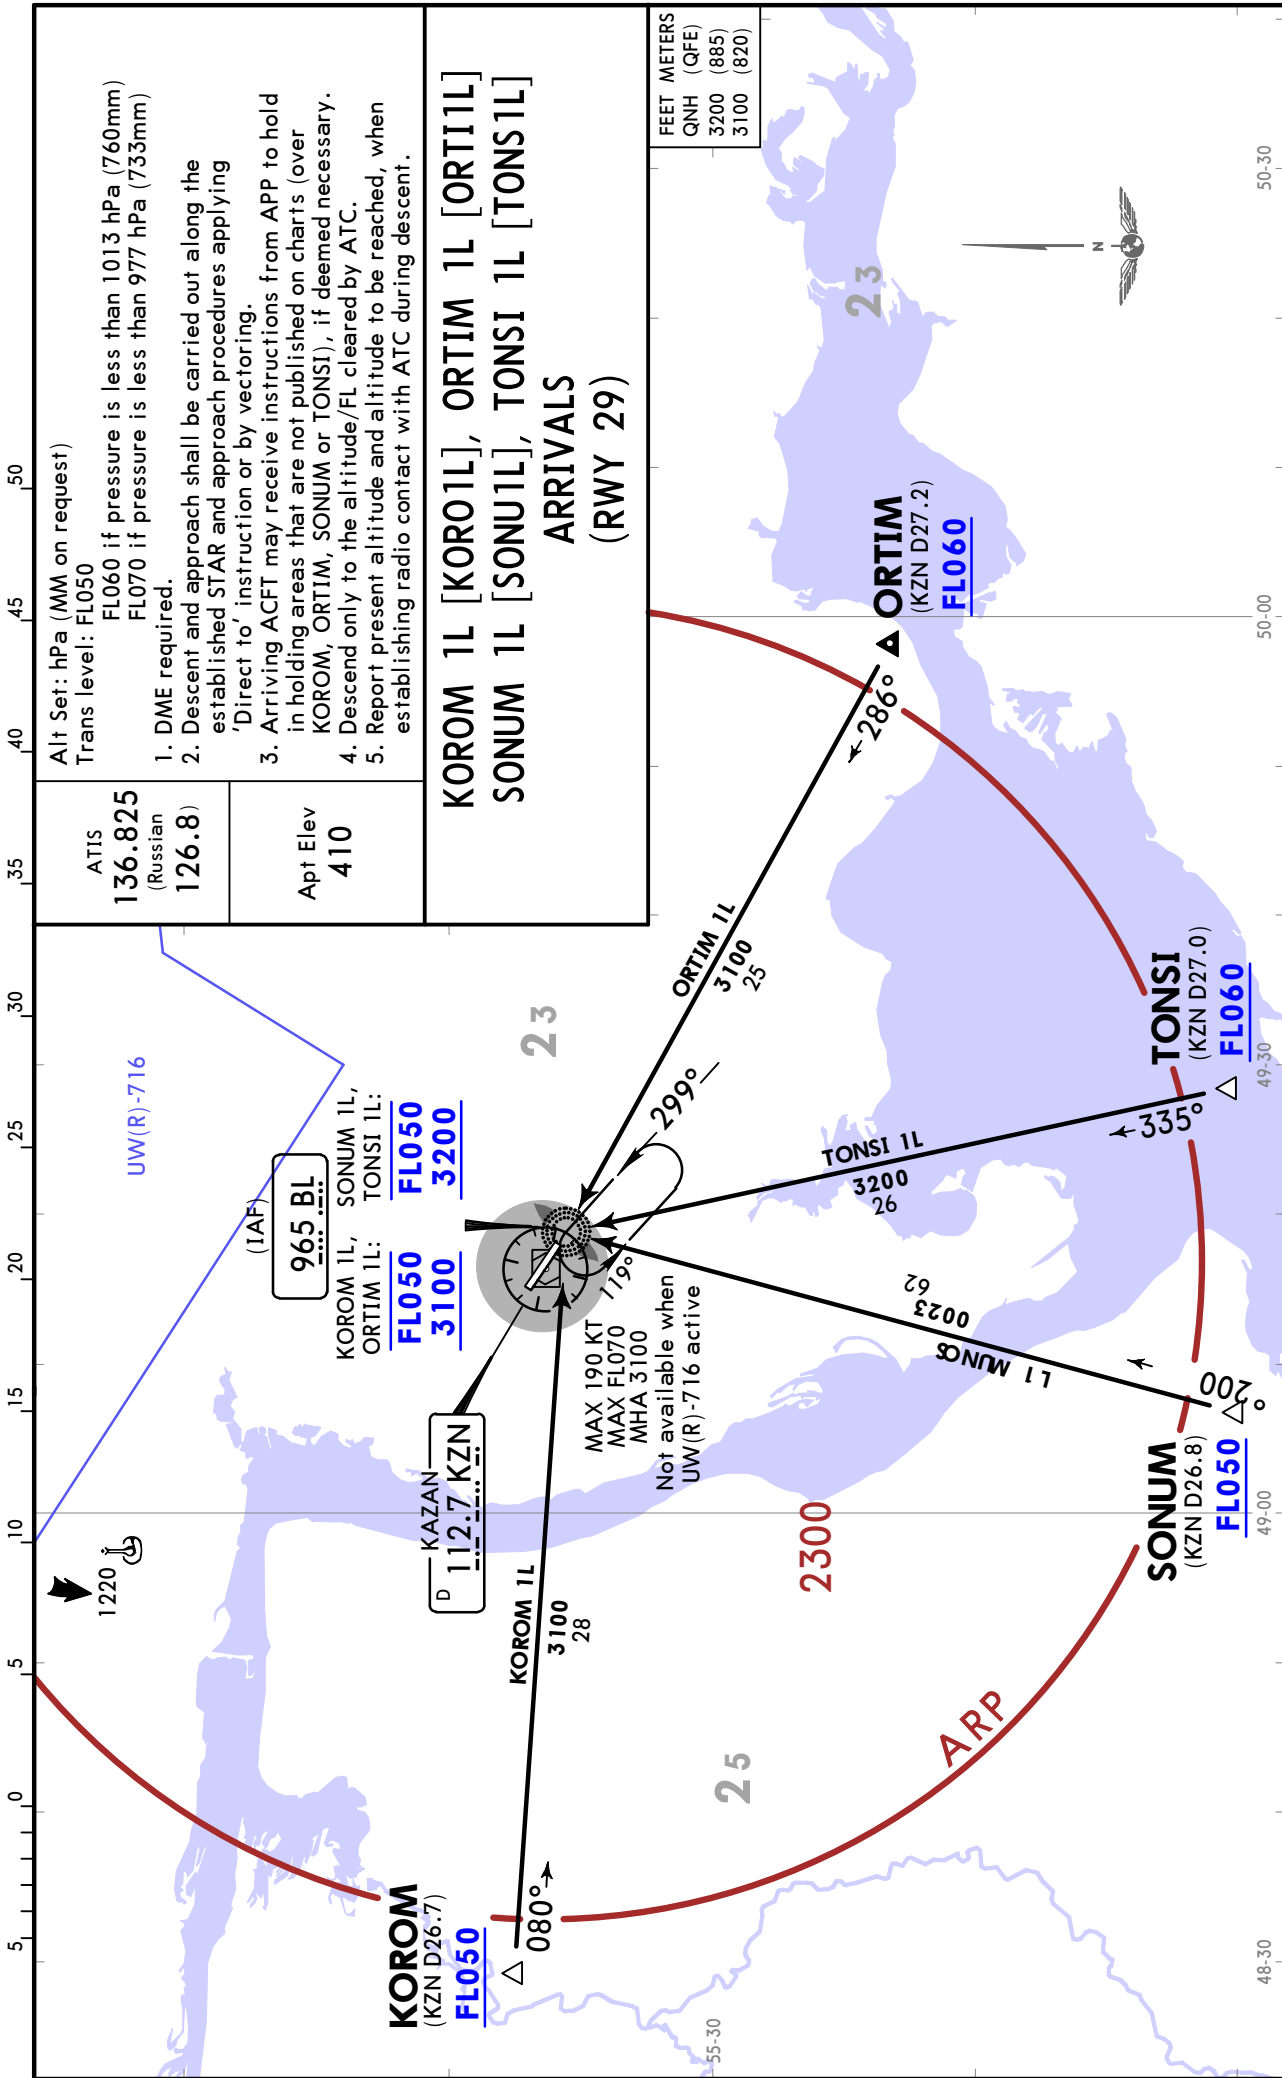 5 0 5 10 15 20 25 30 35 40 45 50
ATIS
136.825
(Russian
126.8)
Apt Elev
410
Alt Set: hPa (MM on request)
Trans level: FL050
FL060 if pressure is less than 1013 hPa (760mm)
FL070 if pressure is less than 977 hPa (733mm)
1. DME required.
2. Descent and approach shall be carried out along the
established STAR and approach procedures applying
'Direct to' instruction or by vectoring.
3. Arriving ACFT may receive instructions from APP to hold
in holding areas that are not published on charts (over
KOROM, ORTIM, SONUM or TONSI), if deemed necessary.
4. Descend only to the altitude/FL cleared by ATC.
5. Report present altitude and altitude to be reached, when
establishing radio contact with ATC during descent.
KOROM 1L [KORO1L], ORTIM 1L [ORTI1L]
SONUM 1L [SONU1L], TONSI 1L [TONS1L]
ARRIVALS
(RWY 29)
FEET METERS
QNH (QFE)
3200 (885)
3100 (820)
UW(R)-716
1220
(IAF)
965 BL
KOROM 1L,
ORTIM 1L:
FL050
3100
SONUM 1L,
TONSI 1L:
FL050
3200
KAZAN
D 112.7 KZN
KOROM
(KZN D26.7)
FL050
080°
KOROM 1L
3100
28
119°
299°
MAX 190 KT
MAX FL070
MHA 3100
Not available when
UW(R)-716 active
23
ORTIM 1L
3100
25
286°
ORTIM
(KZN D27.2)
FL060
23
N
25
2300
ARP
SONUM 1L
3200
26
200°
SONUM
(KZN D26.8)
FL050
TONSI 1L
3200
26
335°
TONSI
(KZN D27.0)
FL060
55-30
48-30 49-00 49-30 50-00 50-30